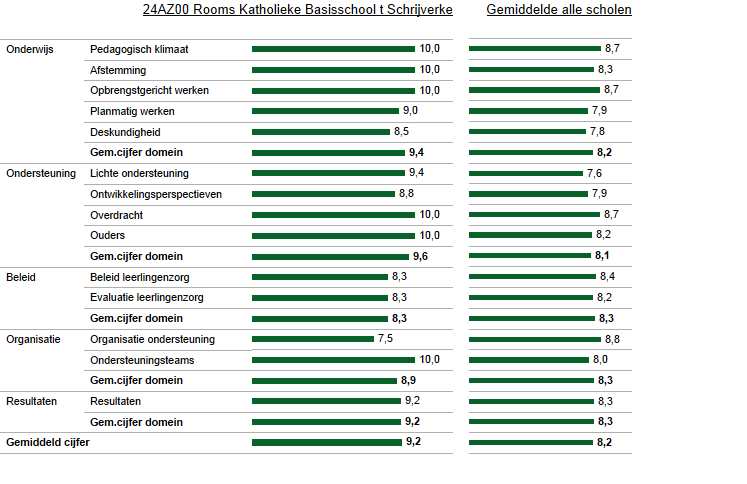 24AZ00 Rooms Katholieke Basisschool t Schrijverke Gemiddelde alle scholen
Onderwijs Pedagogisch klimaat 10,0 8,7
Afstemming 10,0 8,3
Opbrengstgericht werken 10,0 8,7
Planmatig werken 9,0 7,9
Deskundigheid 8,5 7,8
Gem.cijfer domein 9,4 8,2
Ondersteuning Lichte ondersteuning 9,4 7,6
Ontwikkelingsperspectieven 8,8 7,9
Overdracht 10,0 8,7
Ouders 10,0 8,2
Gem.cijfer domein 9,6 8,1
Beleid Beleid leerlingenzorg 8,3 8,4
Evaluatie leerlingenzorg 8,3 8,2
Gem.cijfer domein 8,3 8,3
Organisatie Organisatie ondersteuning 7,5 8,8
Ondersteuningsteams 10,0 8,0
Gem.cijfer domein 8,9 8,3
Resultaten Resultaten 9,2 8,3
Gem.cijfer domein 9,2 8,3
Gemiddeld cijfer 9,2 8,2